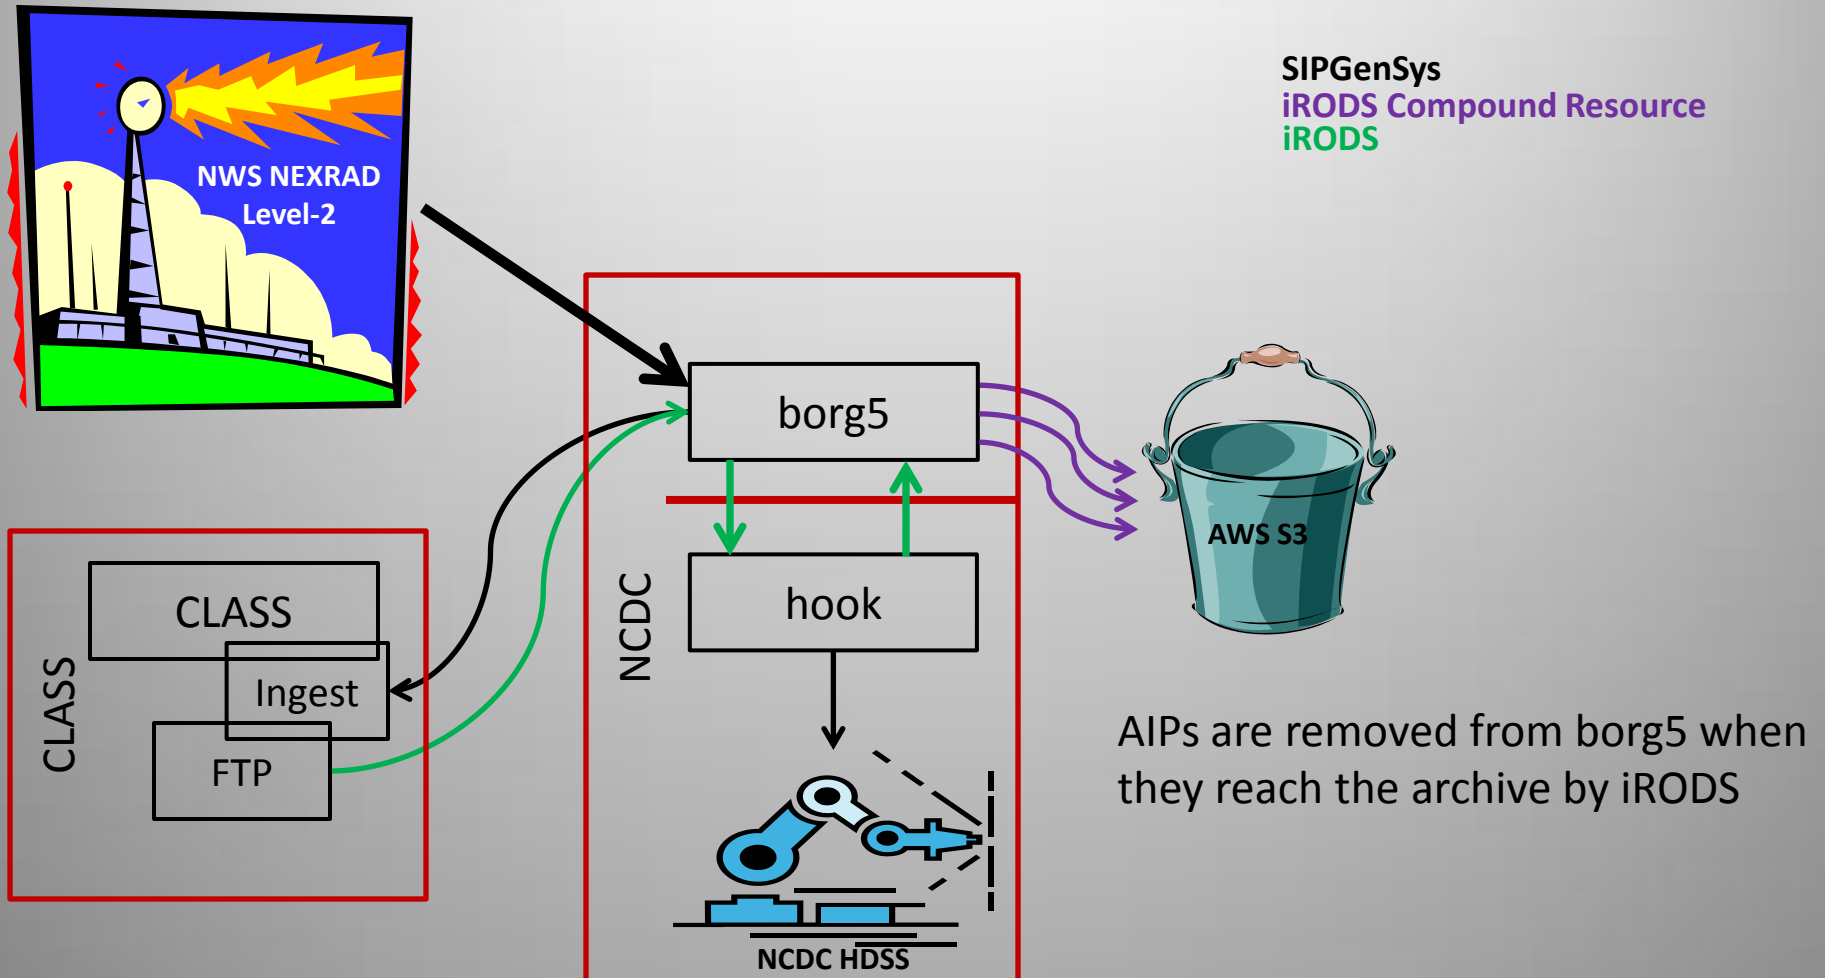 NWS NEXRAD
Level-2
SIPGenSys
iRODS Compound Resource
iRODS
borg5
hook
NCDC
AWS S3
CLASS
CLASS
Ingest
FTP
AIPs are removed from borg5 when
they reach the archive by iRODS
NCDC HDSS